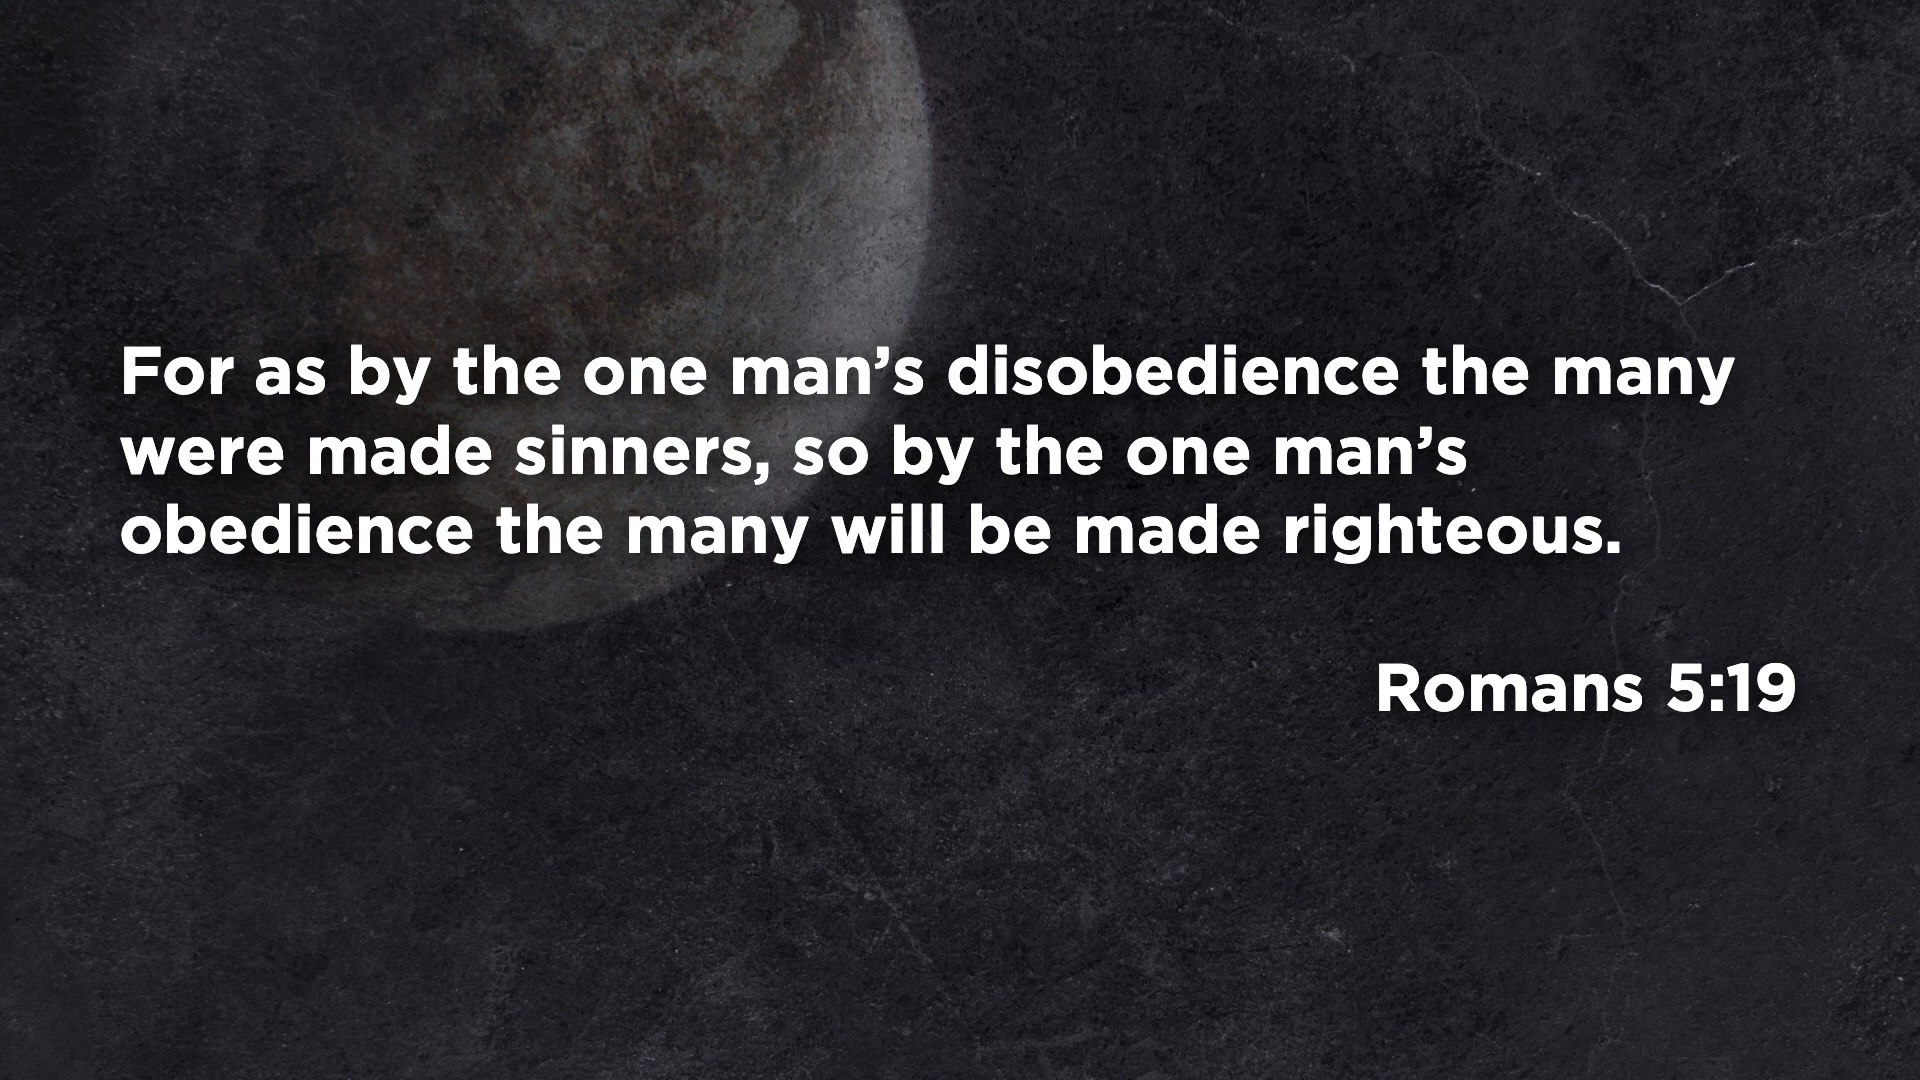 For as by the one man’s disobedience the many
were made sinners, so by the one man’s
obedience the many will be made righteous.
Romans 5:19